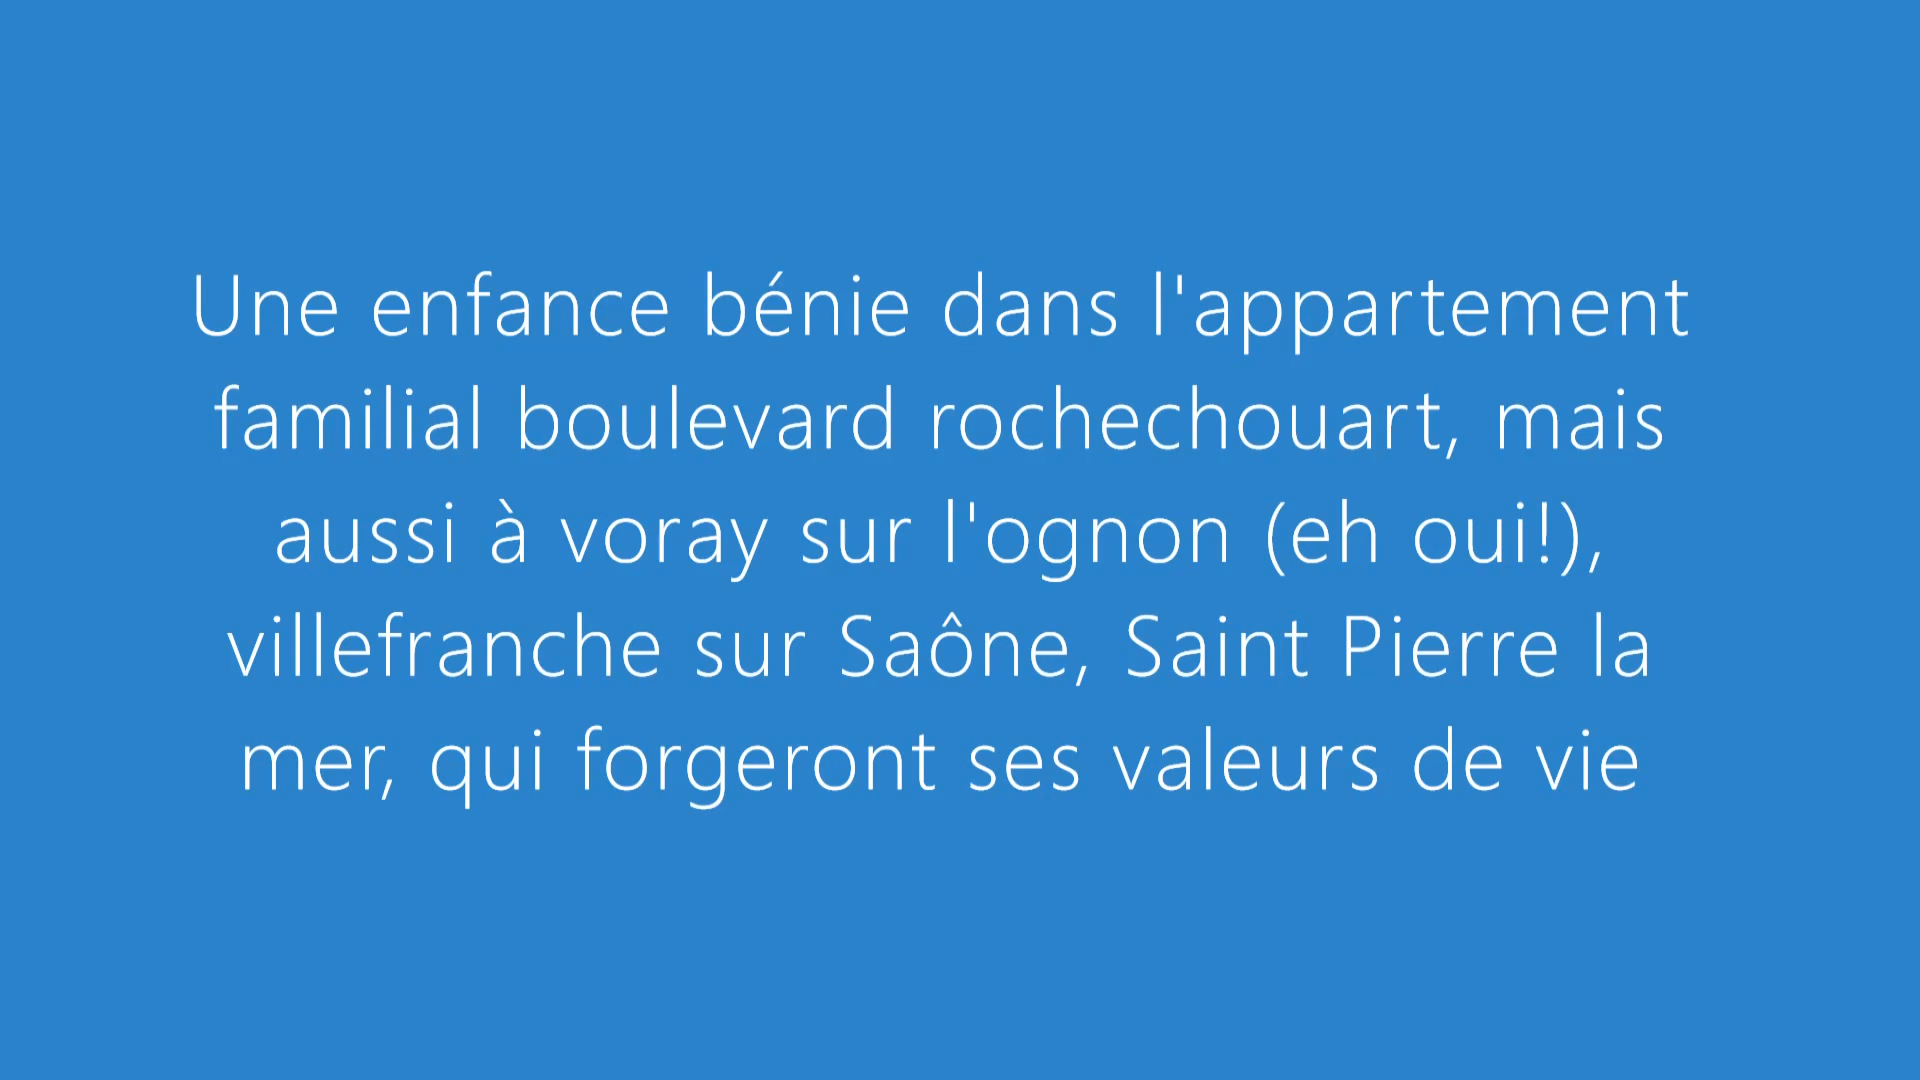 Une enfance bénie dans l'appartement
familial boulevard rochechouart, mais
aussi à voray sur l'ognon (eh oui!),
villefranche sur Saône, Saint Pierre la
mer, qui forgeront ses valeurs de vie